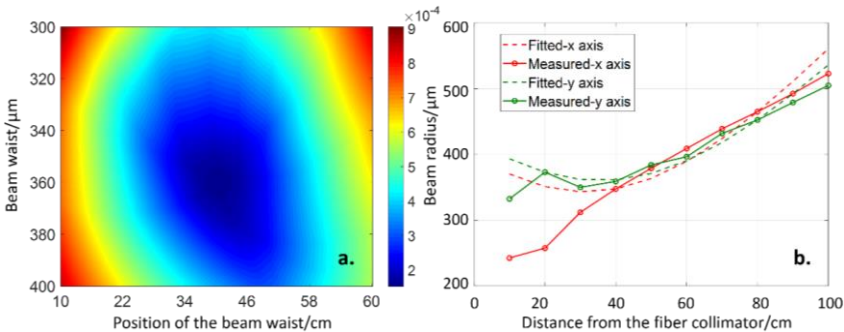 ×10⁻⁴
300
320
340
360
380
400
Beam waist/μm
10 22 34 46 58 60
Position of the beam waist/cm
a.
9
8
7
6
5
4
3
2
600
500
400
300
200
Beam radius/μm
Fitted-x axis
Measured-x axis
Fitted-y axis
Measured-y axis
b.
0 20 40 60 80 100
Distance from the fiber collimator/cm